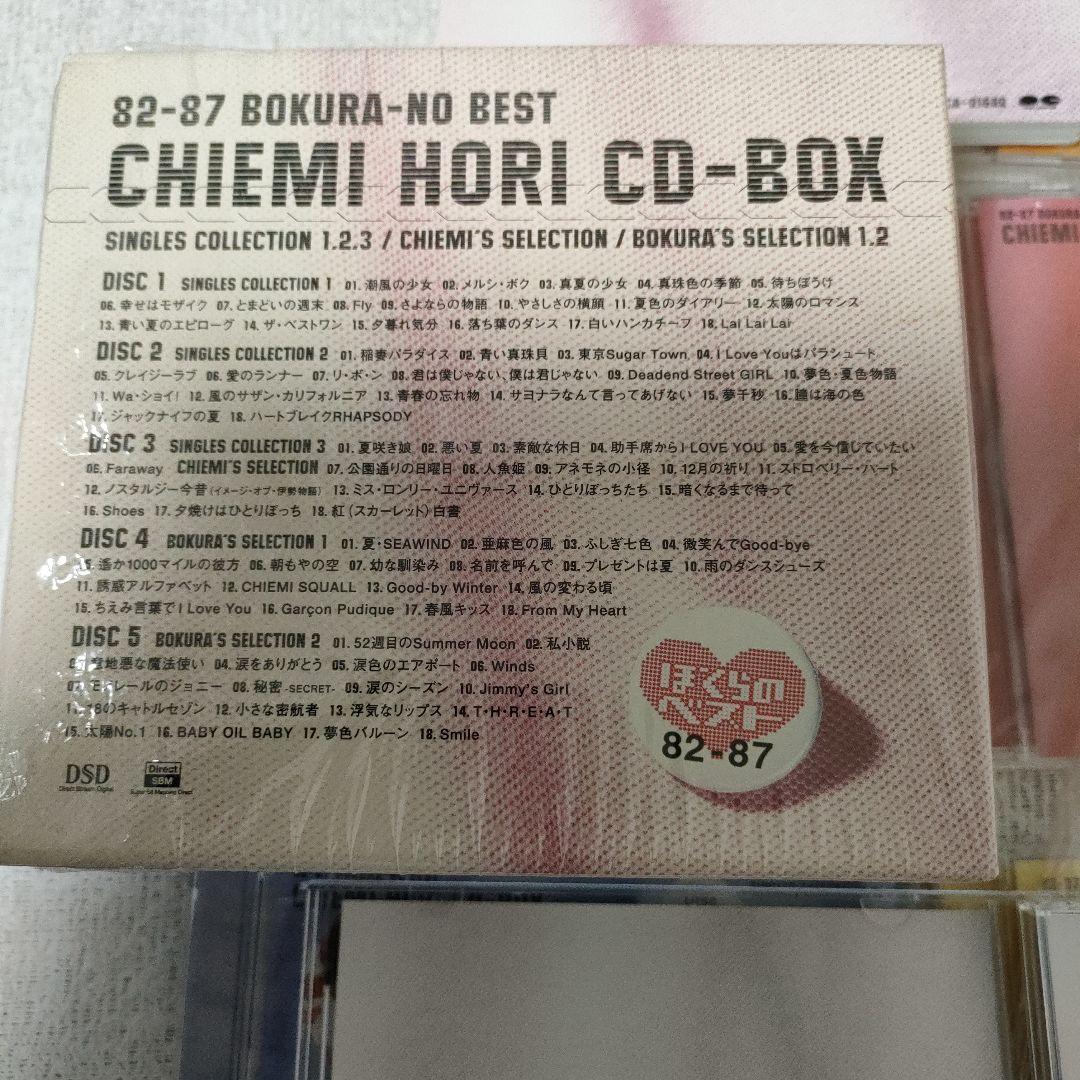 82-87 BOKURA-NO BEST
CHIEMI HORI CD-BOX
SINGLES COLLECTION 1.2.3 / CHIEMI'S SELECTION / BOKURA'S SELECTION 1.2
DISC 1 SINGLES COLLECTION 1 01. 潮風の少女 02. メルシ・ボク 03. 真夏の少女 04. 真珠色の季節 05. 待ちぼうけ
06. 幸せはモザイク 07. とまどいの週末 08. Fly 09. さよならの物語 10. やさしさの横顔 11. 夏色のダイアリー 12. 太陽のロマンス
13. 青い夏のエピローグ 14. ザ・ベストワン 15. 夕暮れ気分 16. 落ち葉のダンス 17. 白いハンカチーフ 18. Lai Lai Lai
DISC 2 SINGLES COLLECTION 2 01. 稲妻パラダイス 02. 青い真珠貝 03. 東京Sugar Town 04. I Love Youはパラシュート
05. クレイジーラブ 06. 愛のランナー 07. リ・ボ・ン 08. 君は僕じゃない、僕は君じゃない 09. Deadend Street GIRL 10. 夢色・夏色物語
11. Wa・ショイ! 12. 風のサザン・カリフォルニア 13. 青春の忘れ物 14. サヨナラなんて言ってあげない 15. 夢千秒 16. 瞳は海の色
17. ジャックナイフの夏 18. ハートブレイクRHAPSODY
DISC 3 SINGLES COLLECTION 3 01. 夏咲き娘 02. 悪い夏 03. 素敵な休日 04. 助手席からI LOVE YOU 05. 愛を今信じていたい
06. Faraway CHIEMI'S SELECTION 07. 公園通りの日曜日 08. 人魚姫 09. アネモネの小径 10. 12月の祈り 11. ストロベリー・ハート
12. ノスタルジー今昔(イメージ・オブ・伊勢物語) 13. ミス・ロンリー・ユニヴァース 14. ひとりぼっちたち 15. 暗くなるまで待って
16. Shoes 17. 夕焼けはひとりぼっち 18. 紅(スカーレット)白書
DISC 4 BOKURA'S SELECTION 1 01. 夏・SEAWIND 02. 亜麻色の風 03. ふしぎ七色 04. 微笑んでGood-bye
05. 遥か1000マイルの彼方 06. 朝もやの空 07. 幼な馴染み 08. 名前を呼んで 09. プレゼントは夏 10. 雨のダンスシューズ
11. 誘惑アルファベット 12. CHIEMI SQUALL 13. Good-by Winter 14. 風の変わる頃
15. ちえみ言葉でI Love You 16. Garçon Pudique 17. 春風キッス 18. From My Heart
DISC 5 BOKURA'S SELECTION 2 01. 52週目のSummer Moon 02. 私小説
地悪な魔法使い 04. 涙をありがとう 05. 涙色のエアポート 06. Winds
レールのジョニー 08. 秘密-SECRET- 09. 涙のシーズン 10. Jimmy's Girl
のキャトルセゾン 12. 小さな密航者 13. 浮気なリップス 14. T・H・R・E・A・T
15. 太陽No.1 16. BABY OIL BABY 17. 夢色バルーン 18. Smile
ぼくらの
ベスト
82-87
DSD
Direct Stream Digital
Direct
SBM
Super Bit Mapping Direct
82-87 BOKURA
CHIEMI